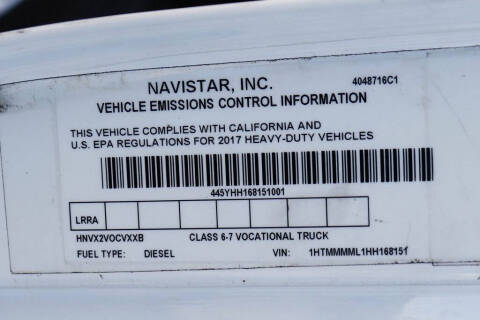 NAVISTAR, INC.
4048716C1
VEHICLE EMISSIONS CONTROL INFORMATION
THIS VEHICLE COMPLIES WITH CALIFORNIA AND
U.S. EPA REGULATIONS FOR 2017 HEAVY-DUTY VEHICLES
445YHH168151001
LRRA
HNVX2VOCVXXB CLASS 6-7 VOCATIONAL TRUCK
FUEL TYPE: DIESEL VIN: 1HTMMMML1HH168151